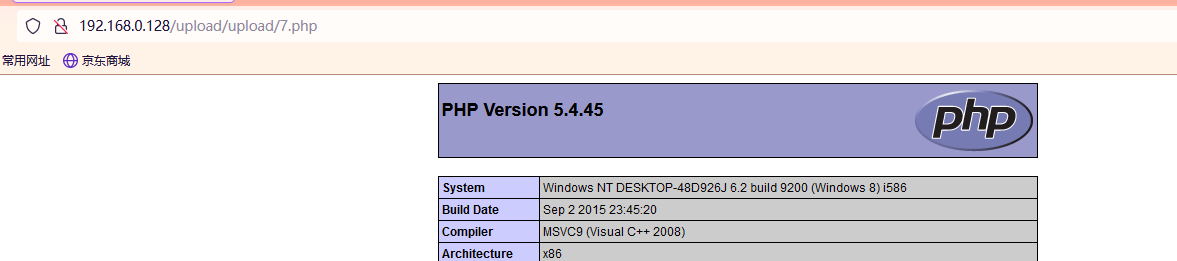 192.168.0.128/upload/upload/7.php
常用网址 京东商城
PHP Version 5.4.45
php
System Windows NT DESKTOP-48D926J 6.2 build 9200 (Windows 8) i586
Build Date Sep 2 2015 23:45:20
Compiler MSVC9 (Visual C++ 2008)
Architecture x86